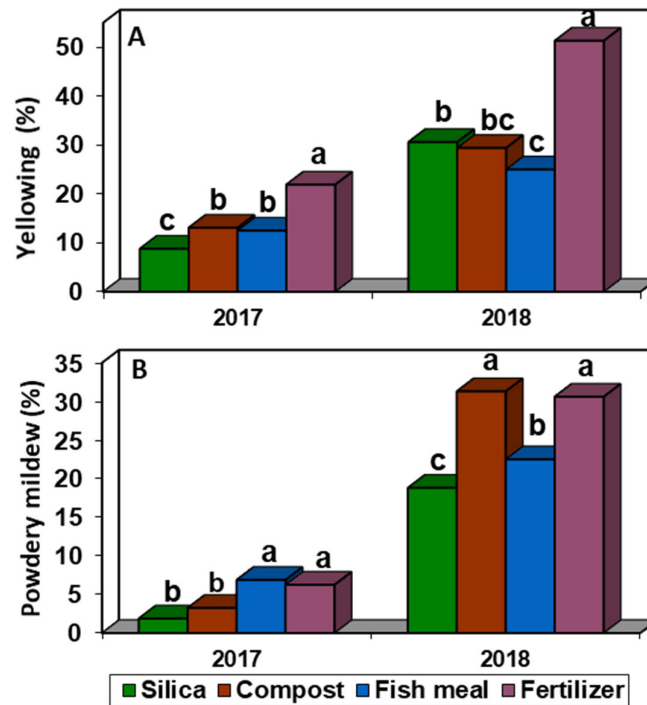 A
Yellowing (%)
50
40
30
20
10
0
c
b
b
a
b
bc
c
a
2017
2018
B
Powdery mildew (%)
35
30
25
20
15
10
5
0
b
b
a
a
c
a
b
a
2017
2018
Silica Compost Fish meal Fertilizer